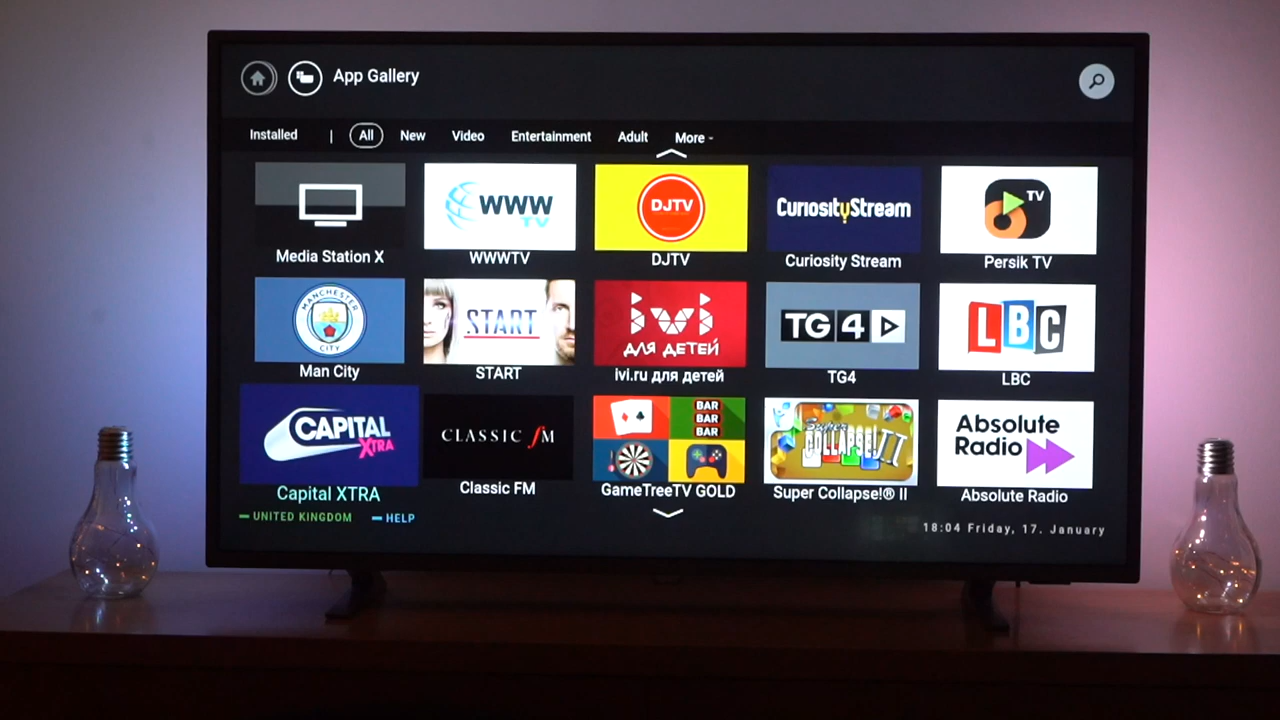 App Gallery
Installed | All New Video Entertainment Adult More
Media Station X
WWW TV
WWWTV
DJTV
DJTV
CuriosityStream
Curiosity Stream
TV
Persik TV
MANCHESTER CITY
Man City
START
START
ivi ДЛЯ ДЕТЕЙ
ivi.ru для детей
TG4
TG4
LBC
LBC
CAPITAL XTRA
Capital XTRA
CLASSIC fM
Classic FM
BAR
BAR
BAR
GameTreeTV GOLD
Super COLLAPSE! II
Super Collapse!® II
Absolute Radio
Absolute Radio
UNITED KINGDOM HELP
18:04 Friday, 17. January